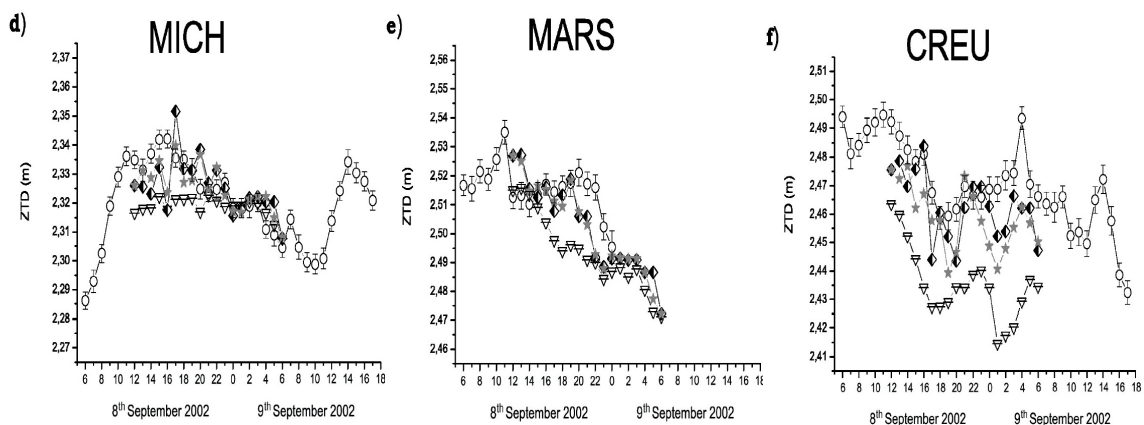 d) MICH
ZTD (m)
2,37
2,36
2,35
2,34
2,33
2,32
2,31
2,30
2,29
2,28
2,27
2,26
6 8 10 12 14 16 18 20 22 0 2 4 6 8 10 12 14 16 18
8th September 2002 9th September 2002
e) MARS
ZTD (m)
2,56
2,55
2,54
2,53
2,52
2,51
2,50
2,49
2,48
2,47
2,46
6 8 10 12 14 16 18 20 22 0 2 4 6 8 10 12 14 16 18
8th September 2002 9th September 2002
f) CREU
ZTD (m)
2,51
2,50
2,49
2,48
2,47
2,46
2,45
2,44
2,43
2,42
2,41
6 8 10 12 14 16 18 20 22 0 2 4 6 8 10 12 14 16 18
8th September 2002 9th September 2002